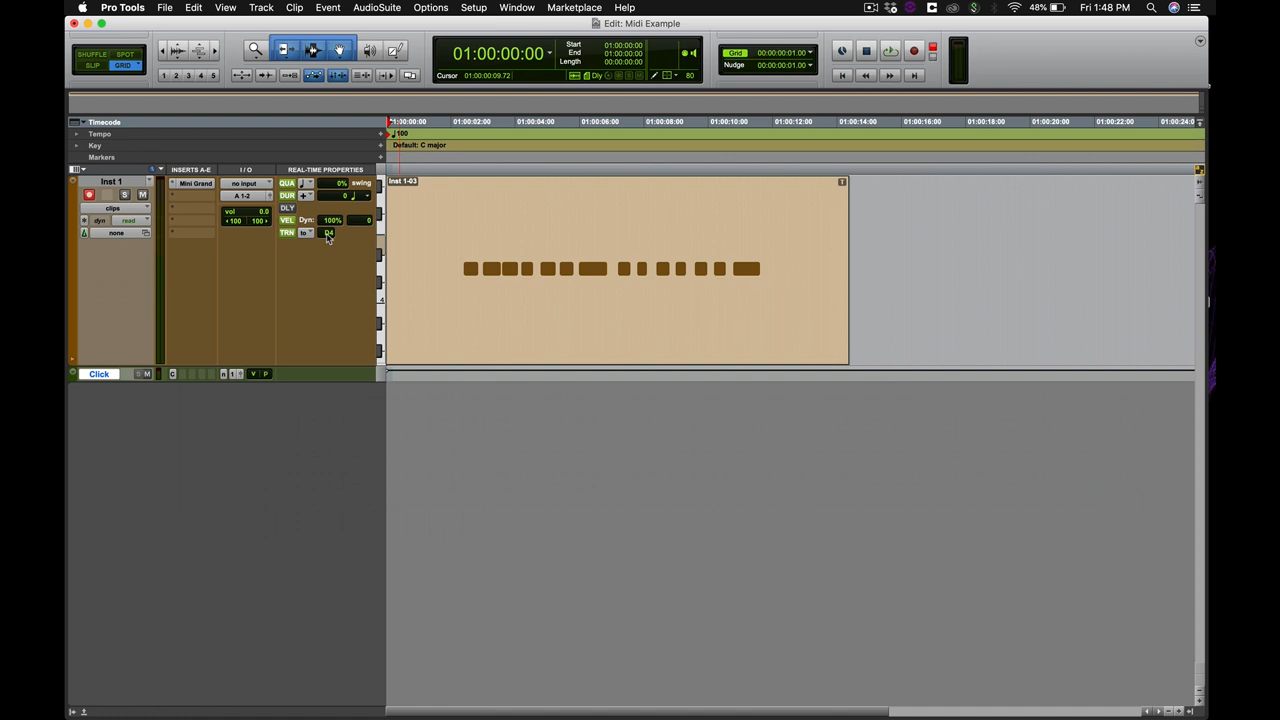 Pro Tools File Edit View Track Clip Event AudioSuite Options Setup Window Marketplace Help 48% Fri 1:48 PM
Edit: Midi Example
SHUFFLE SPOT
SLIP GRID
1 2 3 4 5
01:00:00:00
Start 01:00:00:00
End 01:00:00:00
Length 00:00:00:00
Cursor 01:00:00:09.72 Dly 80
Grid 00:00:00:01.00
Nudge 00:00:00:01.00
Timecode 01:00:00:00 01:00:02:00 01:00:04:00 01:00:06:00 01:00:08:00 01:00:10:00 01:00:12:00 01:00:14:00 01:00:16:00 01:00:18:00 01:00:20:00 01:00:22:00 01:00:24:0
Tempo 100
Key Default: C major
Markers
INSERTS A-E I / O REAL-TIME PROPERTIES
Inst 1 Mini Grand no input QUA 0% swing Inst 1-03
S M A 1-2 DUR + 0
clips vol 0.0 DLY
dyn read 100 100 VEL Dyn: 100% 0
none TRN to D4
4
Click S M C n 1 v p